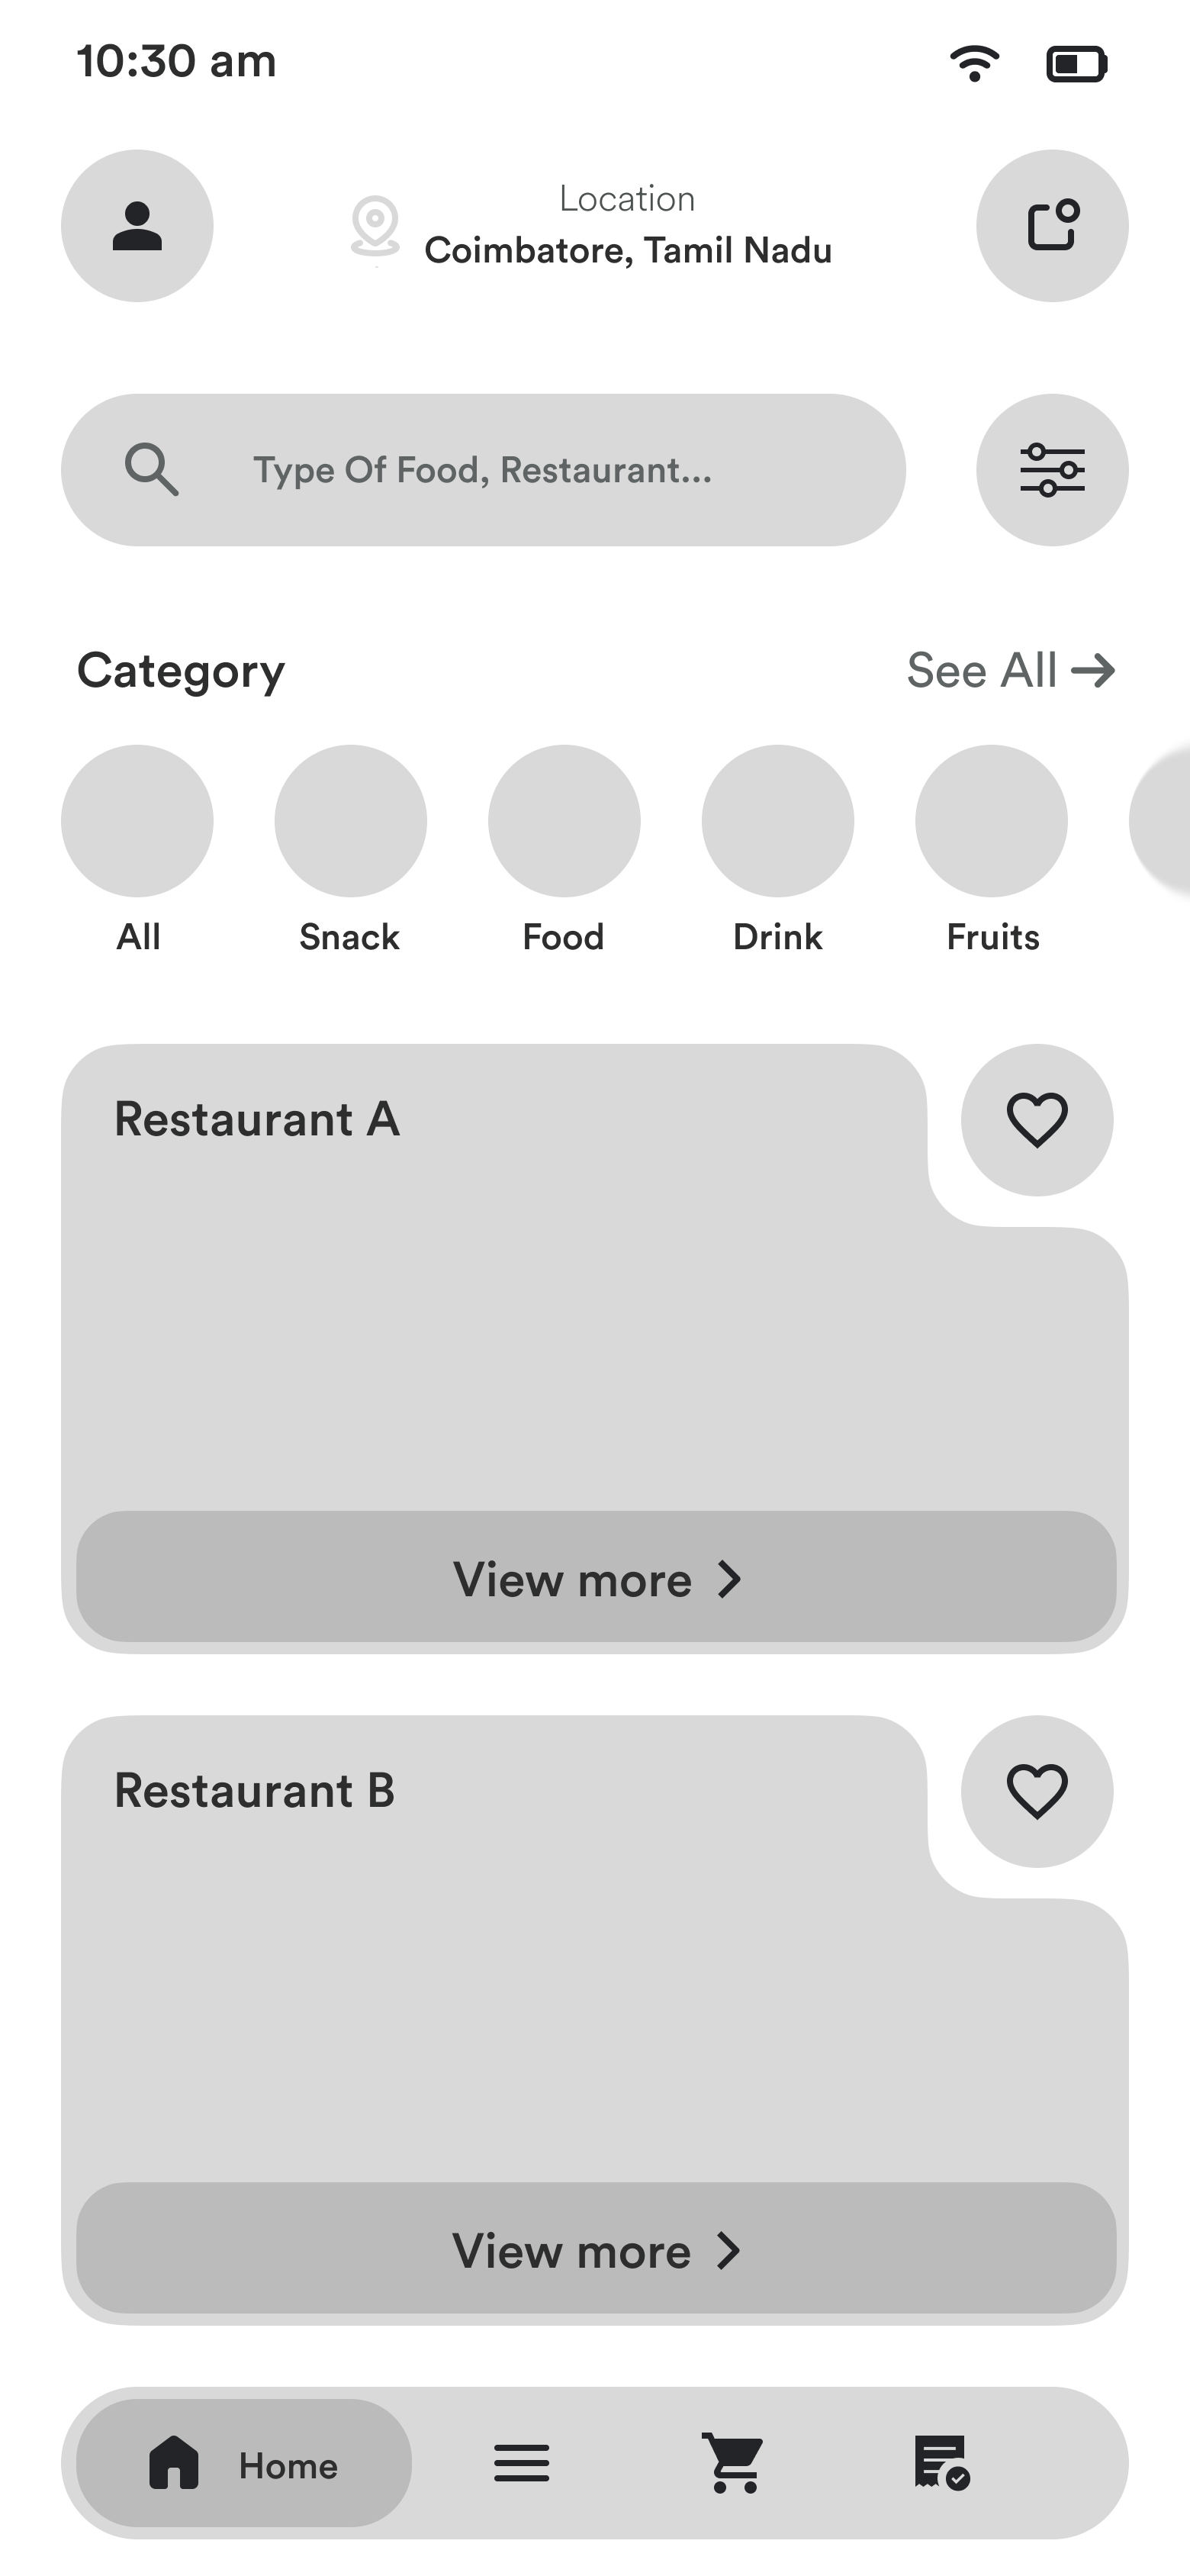 10:30 am
Location
Coimbatore, Tamil Nadu
Type Of Food, Restaurant...
Category
See All
All
Snack
Food
Drink
Fruits
Restaurant A
View more
Restaurant B
View more
Home